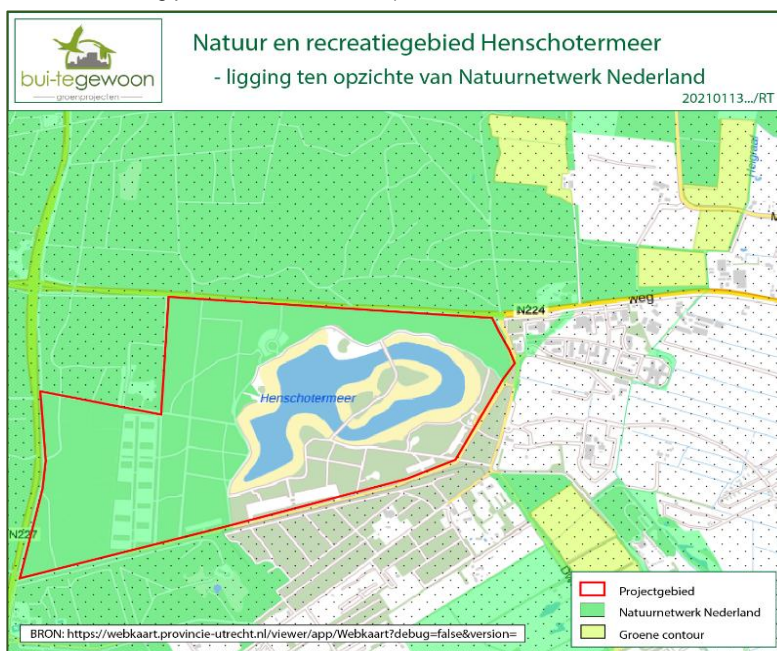 bui-tegewoon
groenprojecten
Natuur en recreatiegebied Henschotermeer
- ligging ten opzichte van Natuurnetwerk Nederland
20210113.../RT
Heigraaf
M
N224
weg
Henschotermeer
N227
Projectgebied
Natuurnetwerk Nederland
Groene contour
BRON: https://webkaart.provincie-utrecht.nl/viewer/app/Webkaart?debug=false&version=